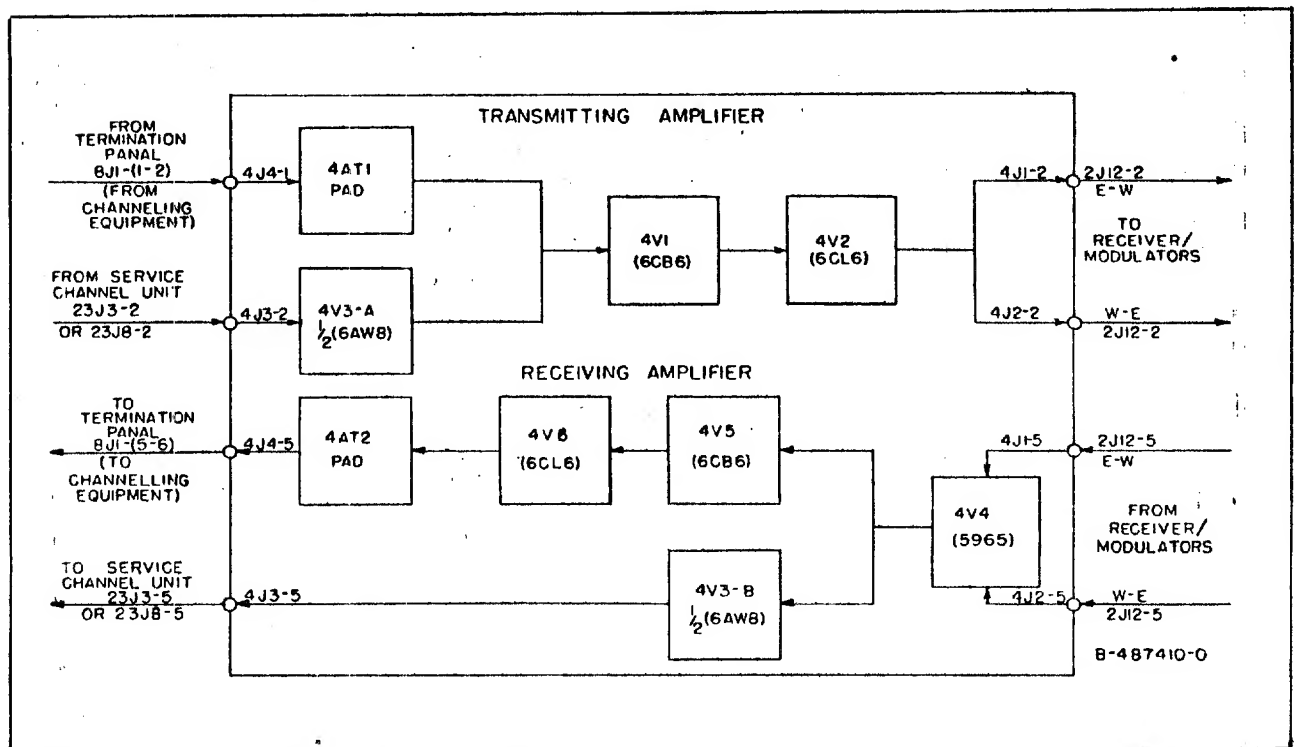 TRANSMITTING AMPLIFIER
FROM
TERMINATION
PANAL
8J1-(1-2)
(FROM
CHANNELING
EQUIPMENT)
4J4-1
4AT1
PAD
FROM SERVICE
CHANNEL UNIT
23J3-2
OR 23J8-2
4J3-2
4V3-A
1/2(6AW8)
4V1
(6CB6)
4V2
(6CL6)
4J1-2
2J12-2
E-W
TO
RECEIVER/
MODULATORS
4J2-2
W-E
2J12-2
RECEIVING AMPLIFIER
TO
TERMINATION
PANAL
8J1-(5-6)
(TO
CHANNELLING
EQUIPMENT)
4J4-5
4AT2
PAD
4V6
(6CL6)
4V5
(6CB6)
4J1-5
2J12-5
E-W
4V4
(5965)
FROM
RECEIVER/
MODULATORS
TO SERVICE
CHANNEL UNIT
23J3-5
OR 23J8-5
4J3-5
4V3-B
1/2(6AW8)
4J2-5
W-E
2J12-5
B-487410-0